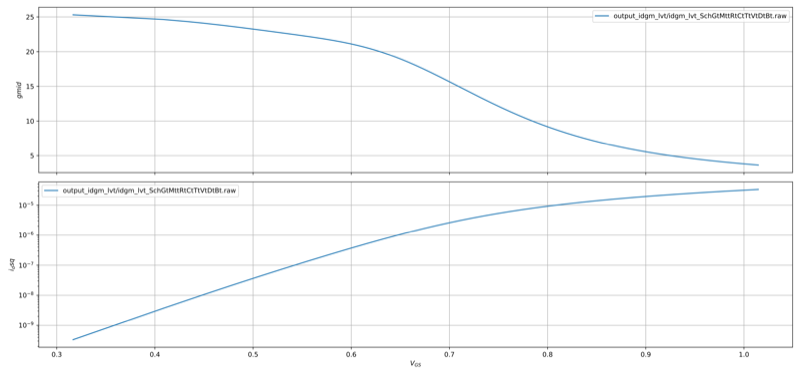 25
20
15
10
5
gmid
output_idgm_lvt/idgm_lvt_SchGtMttRtCtTtVtDtBt.raw
output_idgm_lvt/idgm_lvt_SchGtMttRtCtTtVtDtBt.raw
10⁻⁵
10⁻⁶
10⁻⁷
10⁻⁸
10⁻⁹
i_dsq
0.3 0.4 0.5 0.6 0.7 0.8 0.9 1.0
V_GS